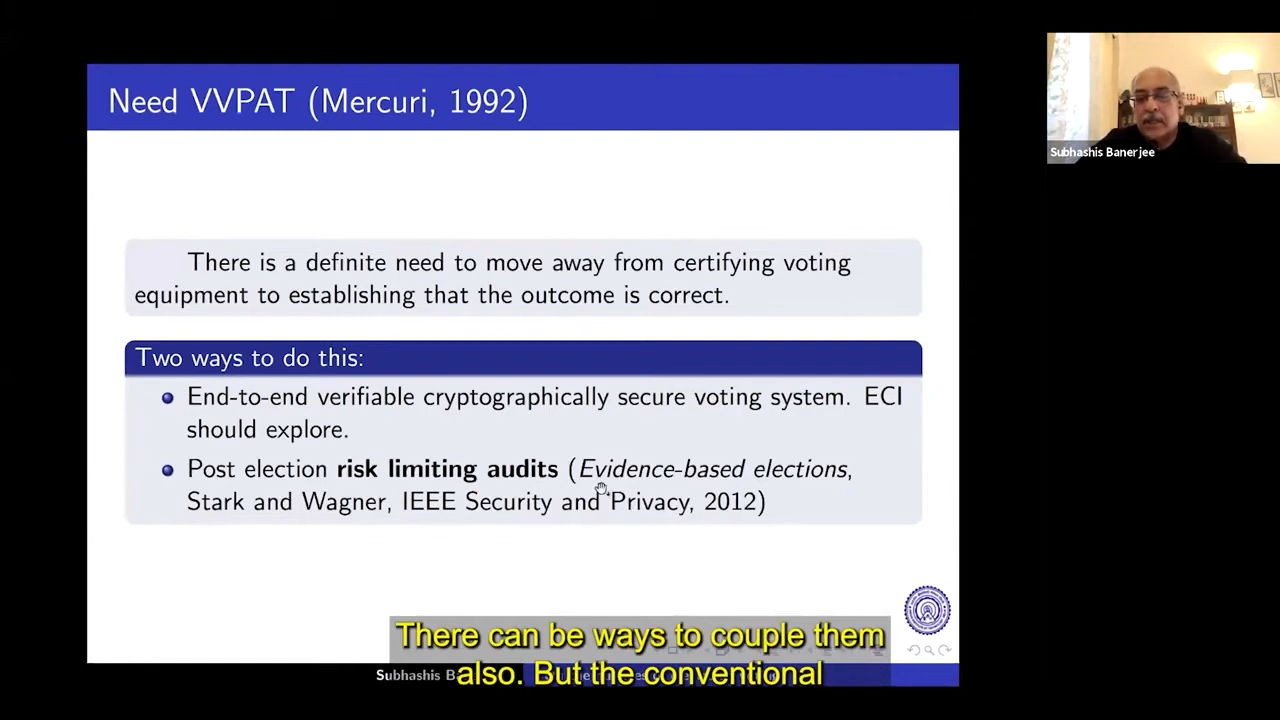 Need VVPAT (Mercuri, 1992)
Subhashis Banerjee
There is a definite need to move away from certifying voting
equipment to establishing that the outcome is correct.
Two ways to do this:
End-to-end verifiable cryptographically secure voting system. ECI
should explore.
Post election risk limiting audits (Evidence-based elections,
Stark and Wagner, IEEE Security and Privacy, 2012)
There can be ways to couple them
also. But the conventional
Subhashis